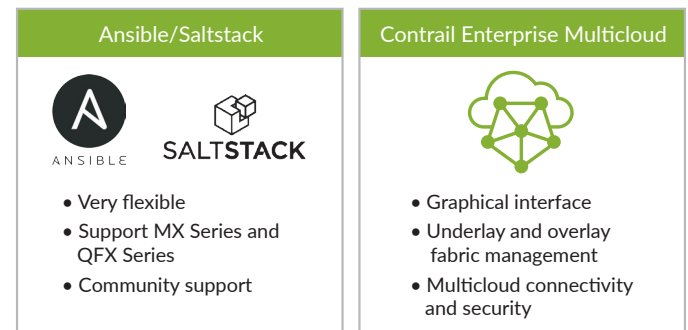 Ansible/Saltstack
ANSIBLE
SALTSTACK
• Very flexible
• Support MX Series and
QFX Series
• Community support
Contrail Enterprise Multicloud
• Graphical interface
• Underlay and overlay
fabric management
• Multicloud connectivity
and security